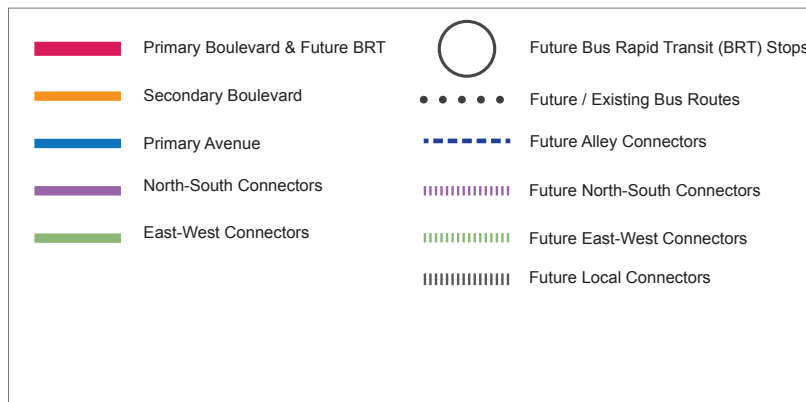 Primary Boulevard & Future BRT
Secondary Boulevard
Primary Avenue
North-South Connectors
East-West Connectors
Future Bus Rapid Transit (BRT) Stops
Future / Existing Bus Routes
Future Alley Connectors
Future North-South Connectors
Future East-West Connectors
Future Local Connectors